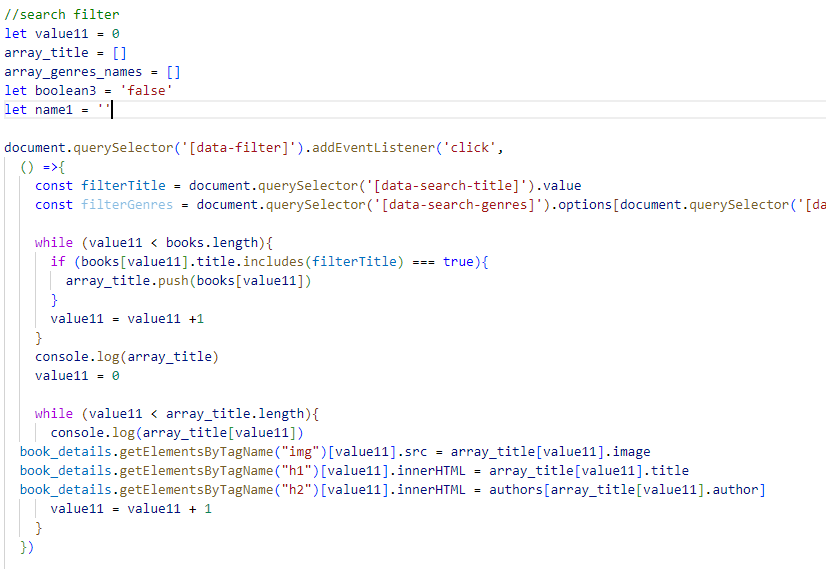 //search filter
let value11 = 0
array_title = []
array_genres_names = []
let boolean3 = 'false'
let name1 = ''
document.querySelector('[data-filter]').addEventListener('click',
() =>{
const filterTitle = document.querySelector('[data-search-title]').value
const filterGenres = document.querySelector('[data-search-genres]').options[document.querySelector('[da
while (value11 < books.length){
if (books[value11].title.includes(filterTitle) === true){
array_title.push(books[value11])
}
value11 = value11 +1
}
console.log(array_title)
value11 = 0
while (value11 < array_title.length){
console.log(array_title[value11])
book_details.getElementsByTagName("img")[value11].src = array_title[value11].image
book_details.getElementsByTagName("h1")[value11].innerHTML = array_title[value11].title
book_details.getElementsByTagName("h2")[value11].innerHTML = authors[array_title[value11].author]
value11 = value11 + 1
}
})